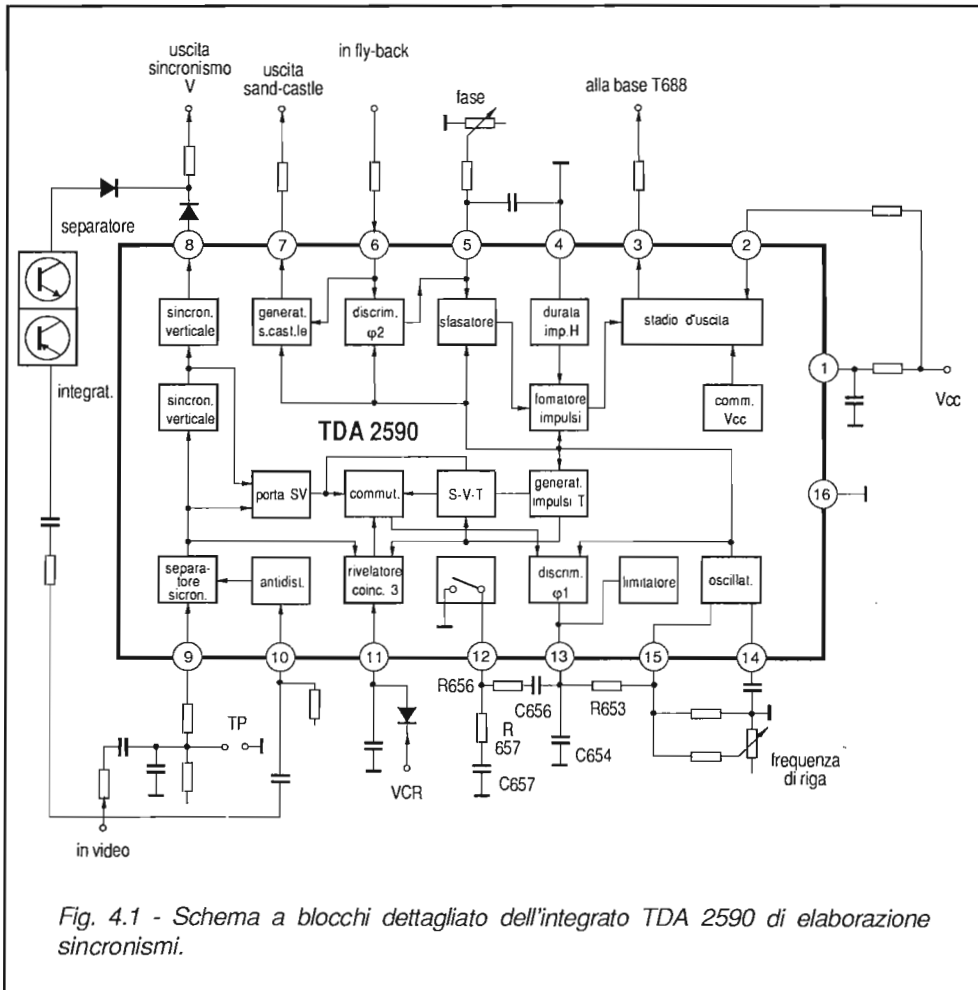 uscita
sincronismo
V
uscita
sand-castle
in fly-back
fase
alla base T688
separatore
integrat.
8
7
6
5
4
3
2
1
Vcc
16
sincron.
verticale
generat.
s.cast.le
discrim.
φ2
sfasatore
durata
imp.H
stadio d'uscita
sincron.
verticale
TDA 2590
fomatore
impulsi
comm.
Vcc
porta SV
commut.
S-V-T
generat.
impulsi T
separa-
tore
sicron.
antidist.
rivelatore
coinc. 3
discrim.
φ1
limitatore
oscillat.
9
10
11
12
13
15
14
R656
C656
R653
R
657
C654
C657
TP
VCR
in video
frequenza
di riga
Fig. 4.1 - Schema a blocchi dettagliato dell'integrato TDA 2590 di elaborazione
sincronismi.